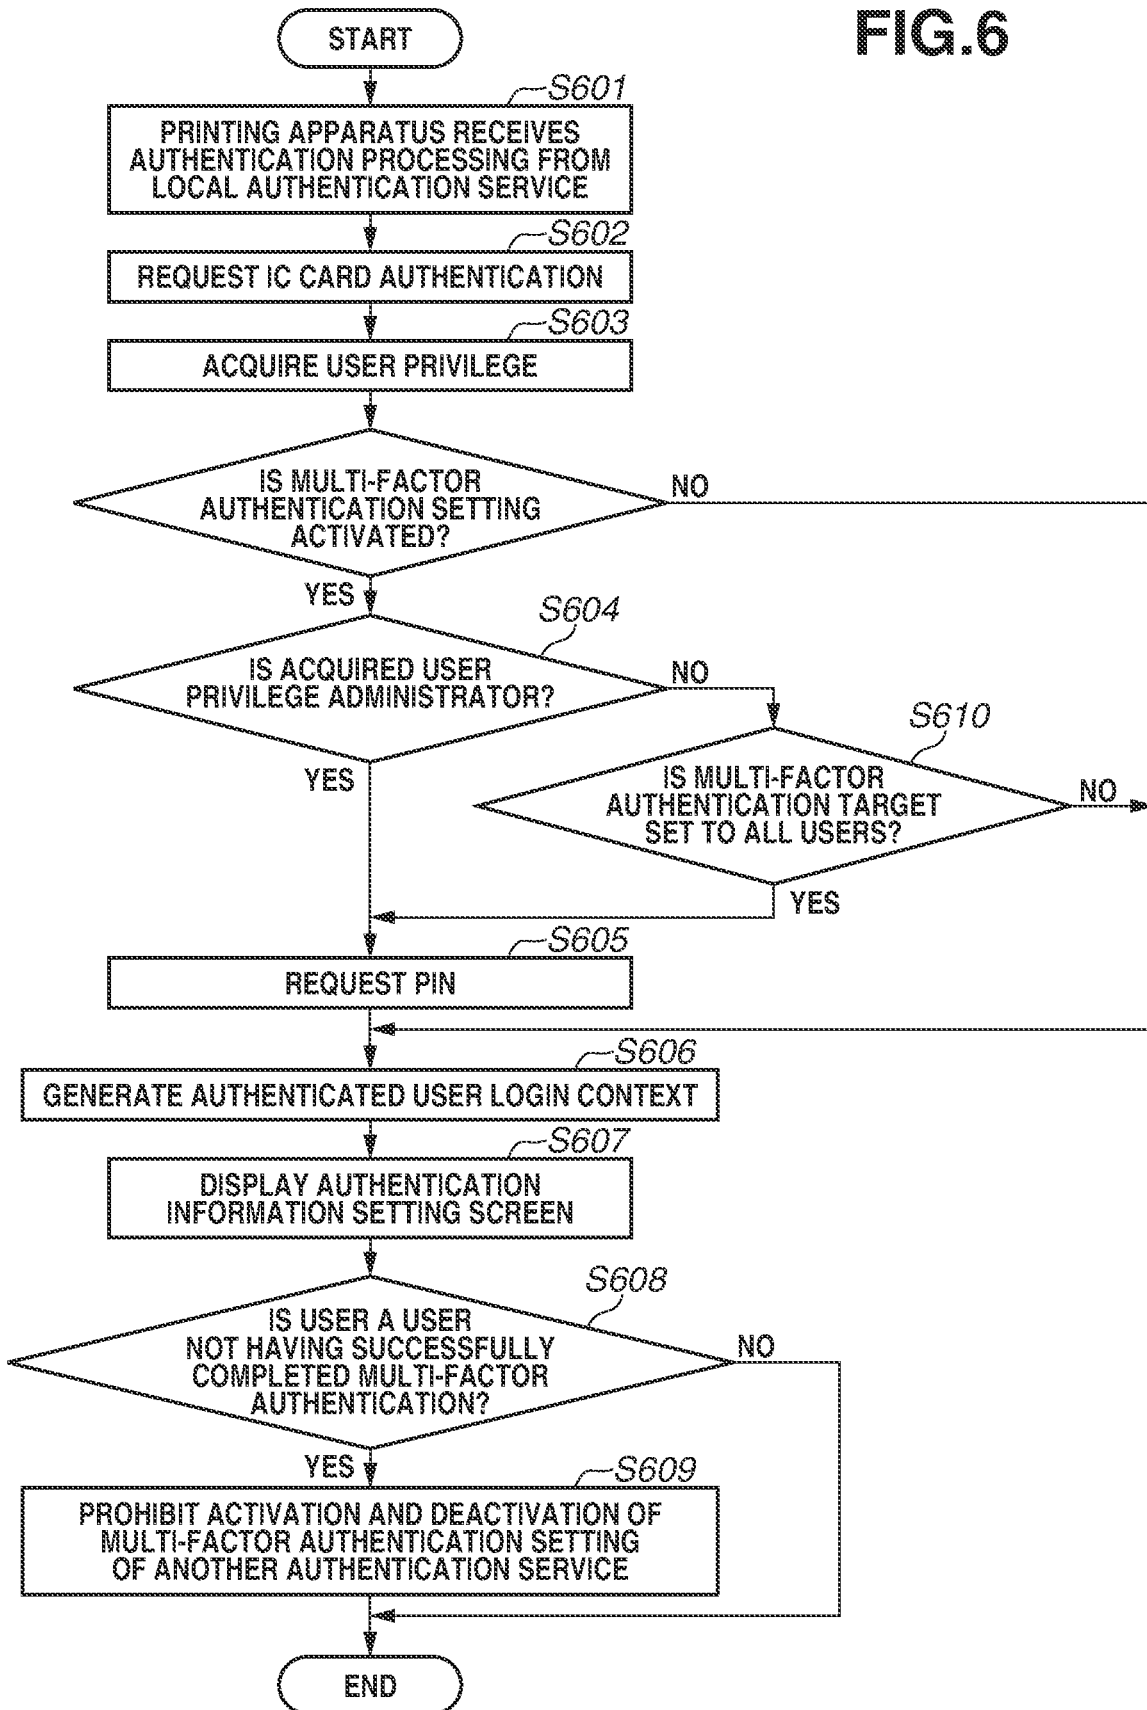 FIG.6
START
S601
PRINTING APPARATUS RECEIVES
AUTHENTICATION PROCESSING FROM
LOCAL AUTHENTICATION SERVICE
S602
REQUEST IC CARD AUTHENTICATION
S603
ACQUIRE USER PRIVILEGE
IS MULTI-FACTOR
AUTHENTICATION SETTING
ACTIVATED?
NO
YES
S604
IS ACQUIRED USER
PRIVILEGE ADMINISTRATOR?
NO
YES
S610
IS MULTI-FACTOR
AUTHENTICATION TARGET
SET TO ALL USERS?
NO
YES
S605
REQUEST PIN
S606
GENERATE AUTHENTICATED USER LOGIN CONTEXT
S607
DISPLAY AUTHENTICATION
INFORMATION SETTING SCREEN
S608
IS USER A USER
NOT HAVING SUCCESSFULLY
COMPLETED MULTI-FACTOR
AUTHENTICATION?
NO
YES
S609
PROHIBIT ACTIVATION AND DEACTIVATION OF
MULTI-FACTOR AUTHENTICATION SETTING
OF ANOTHER AUTHENTICATION SERVICE
END